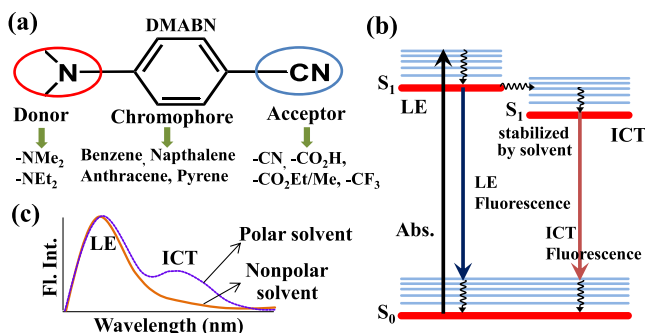 (a)
DMABN
N
CN
Donor
Chromophore
Acceptor
-NMe₂
-NEt₂
Benzene, Napthalene
Anthracene, Pyrene
-CN, -CO₂H,
-CO₂Et/Me, -CF₃
(b)
S₁
LE
S₁
ICT
stabilized
by solvent
LE
Fluorescence
Abs.
ICT
Fluorescence
S₀
(c)
Fl. Int.
LE
ICT
Polar solvent
Nonpolar
solvent
Wavelength (nm)